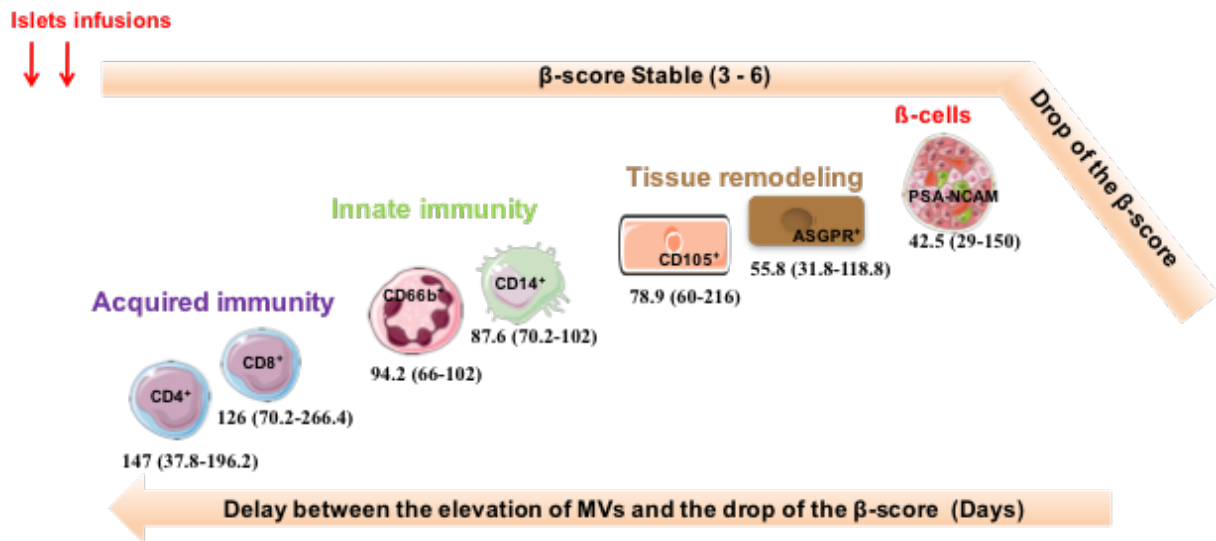 Islets infusions
β-score Stable (3 - 6)
Drop of the β-score
ß-cells
PSA-NCAM
42.5 (29-150)
Tissue remodeling
ASGPR⁺
55.8 (31.8-118.8)
CD105⁺
78.9 (60-216)
Innate immunity
CD14⁺
87.6 (70.2-102)
CD66b⁺
94.2 (66-102)
Acquired immunity
CD8⁺
126 (70.2-266.4)
CD4⁺
147 (37.8-196.2)
Delay between the elevation of MVs and the drop of the β-score (Days)